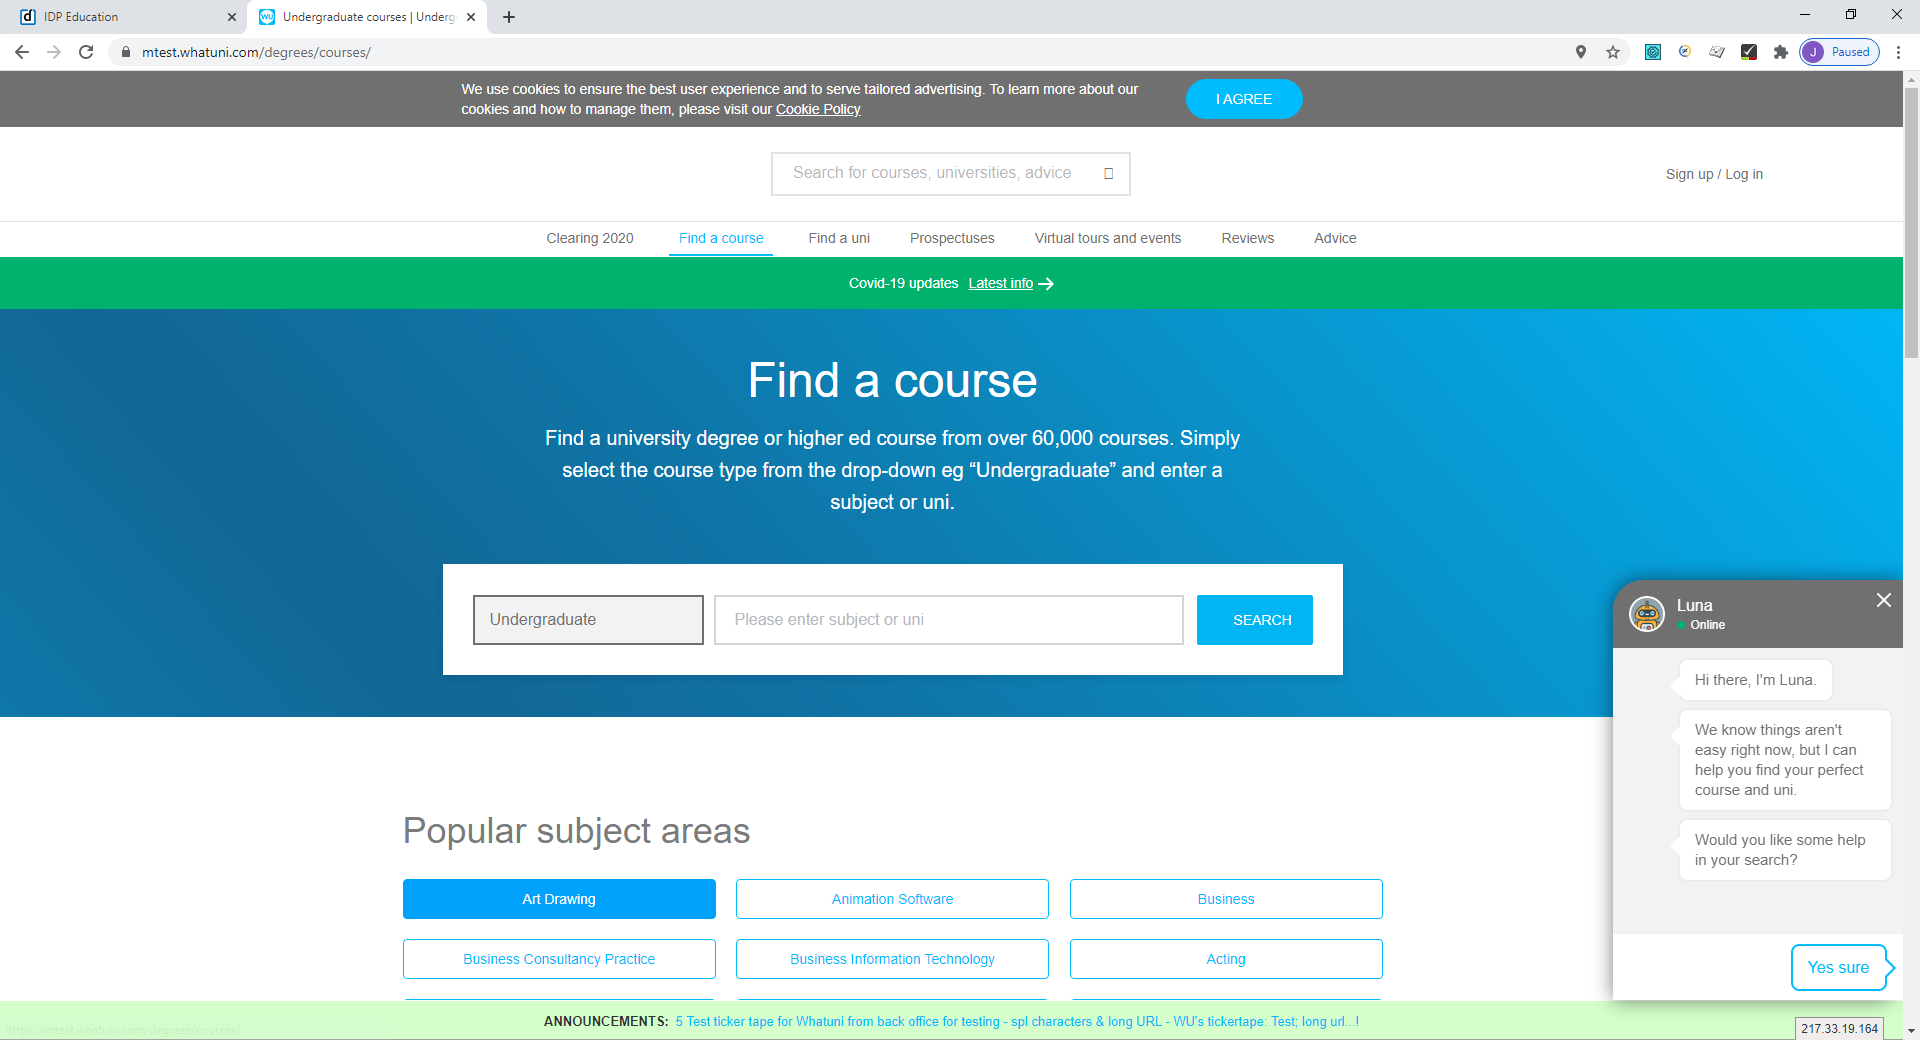 IDP Education
Undergraduate courses | Underg
mtest.whatuni.com/degrees/courses/
J Paused
We use cookies to ensure the best user experience and to serve tailored advertising. To learn more about our
cookies and how to manage them, please visit our Cookie Policy
I AGREE
Search for courses, universities, advice
Sign up / Log in
Clearing 2020 Find a course Find a uni Prospectuses Virtual tours and events Reviews Advice
Covid-19 updates Latest info
Find a course
Find a university degree or higher ed course from over 60,000 courses. Simply
select the course type from the drop-down eg “Undergraduate” and enter a
subject or uni.
Undergraduate
Please enter subject or uni
SEARCH
Popular subject areas
Art Drawing
Animation Software
Business
Business Consultancy Practice
Business Information Technology
Acting
Luna
Online
Hi there, I'm Luna.
We know things aren't
easy right now, but I can
help you find your perfect
course and uni.
Would you like some help
in your search?
Yes sure
https://mtest.whatuni.com/degrees/courses/
ANNOUNCEMENTS: 5 Test ticker tape for Whatuni from back office for testing - spl characters & long URL - WU's tickertape: Test; long url...!
217.33.19.164